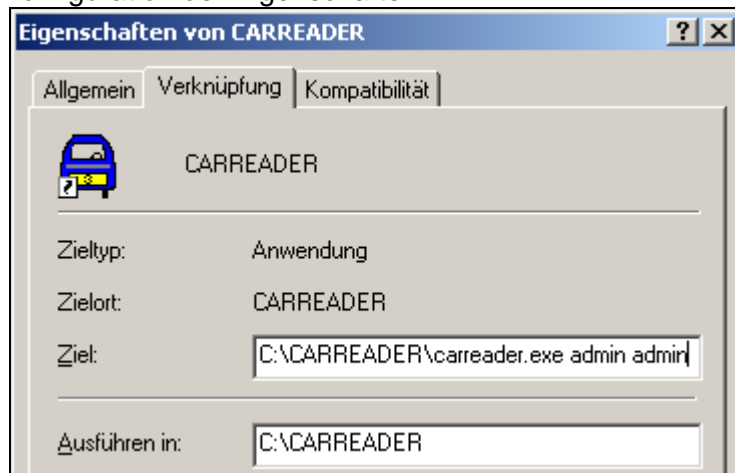 Eigenschaften von CARREADER
Allgemein Verknüpfung Kompatibilität
CARREADER
Zieltyp: Anwendung
Zielort: CARREADER
Ziel: C:\CARREADER\carreader.exe admin admin
Ausführen in: C:\CARREADER